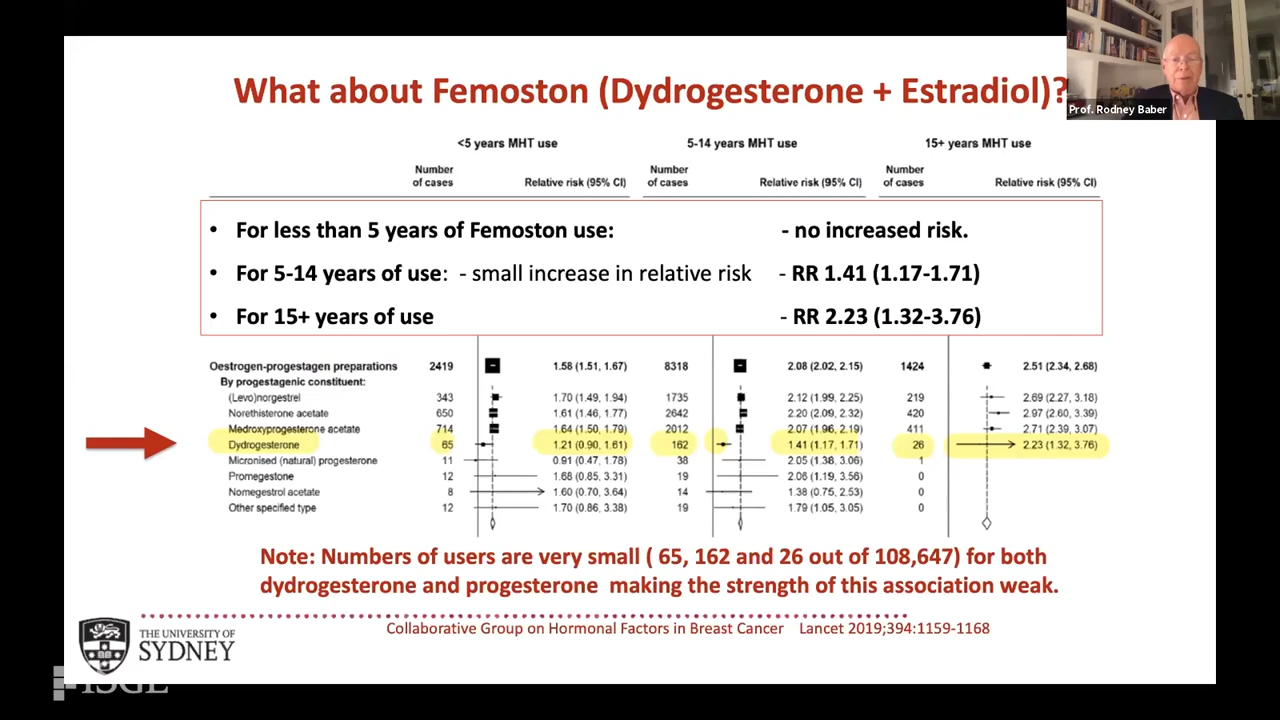 What about Femoston (Dydrogesterone + Estradiol)?
Prof. Rodney Baber
<5 years MHT use 5-14 years MHT use 15+ years MHT use
Number of cases Relative risk (95% CI) Number of cases Relative risk (95% CI) Number of cases Relative risk (95% CI)
• For less than 5 years of Femoston use: - no increased risk.
• For 5-14 years of use: - small increase in relative risk - RR 1.41 (1.17-1.71)
• For 15+ years of use - RR 2.23 (1.32-3.76)
Oestrogen-progestagen preparations 2419 1.58 (1.51, 1.67) 8318 2.08 (2.02, 2.15) 1424 2.51 (2.34, 2.68)
By progestagenic constituent:
(Levo)norgestrel 343 1.70 (1.49, 1.94) 1735 2.12 (1.99, 2.25) 219 2.69 (2.27, 3.18)
Norethisterone acetate 650 1.61 (1.46, 1.77) 2642 2.20 (2.09, 2.32) 420 2.97 (2.60, 3.39)
Medroxyprogesterone acetate 714 1.64 (1.50, 1.79) 2012 2.07 (1.96, 2.19) 411 2.71 (2.39, 3.07)
Dydrogesterone 65 1.21 (0.90, 1.61) 162 1.41 (1.17, 1.71) 26 2.23 (1.32, 3.76)
Micronised (natural) progesterone 11 0.91 (0.47, 1.78) 38 2.05 (1.38, 3.06) 1
Promegestone 12 1.68 (0.85, 3.31) 19 2.06 (1.19, 3.56) 0
Nomegestrol acetate 8 1.60 (0.70, 3.64) 14 1.38 (0.75, 2.53) 0
Other specified type 12 1.70 (0.86, 3.38) 19 1.79 (1.05, 3.05) 0
Note: Numbers of users are very small ( 65, 162 and 26 out of 108,647) for both
dydrogesterone and progesterone making the strength of this association weak.
THE UNIVERSITY OF
SYDNEY
Collaborative Group on Hormonal Factors in Breast Cancer Lancet 2019;394:1159-1168